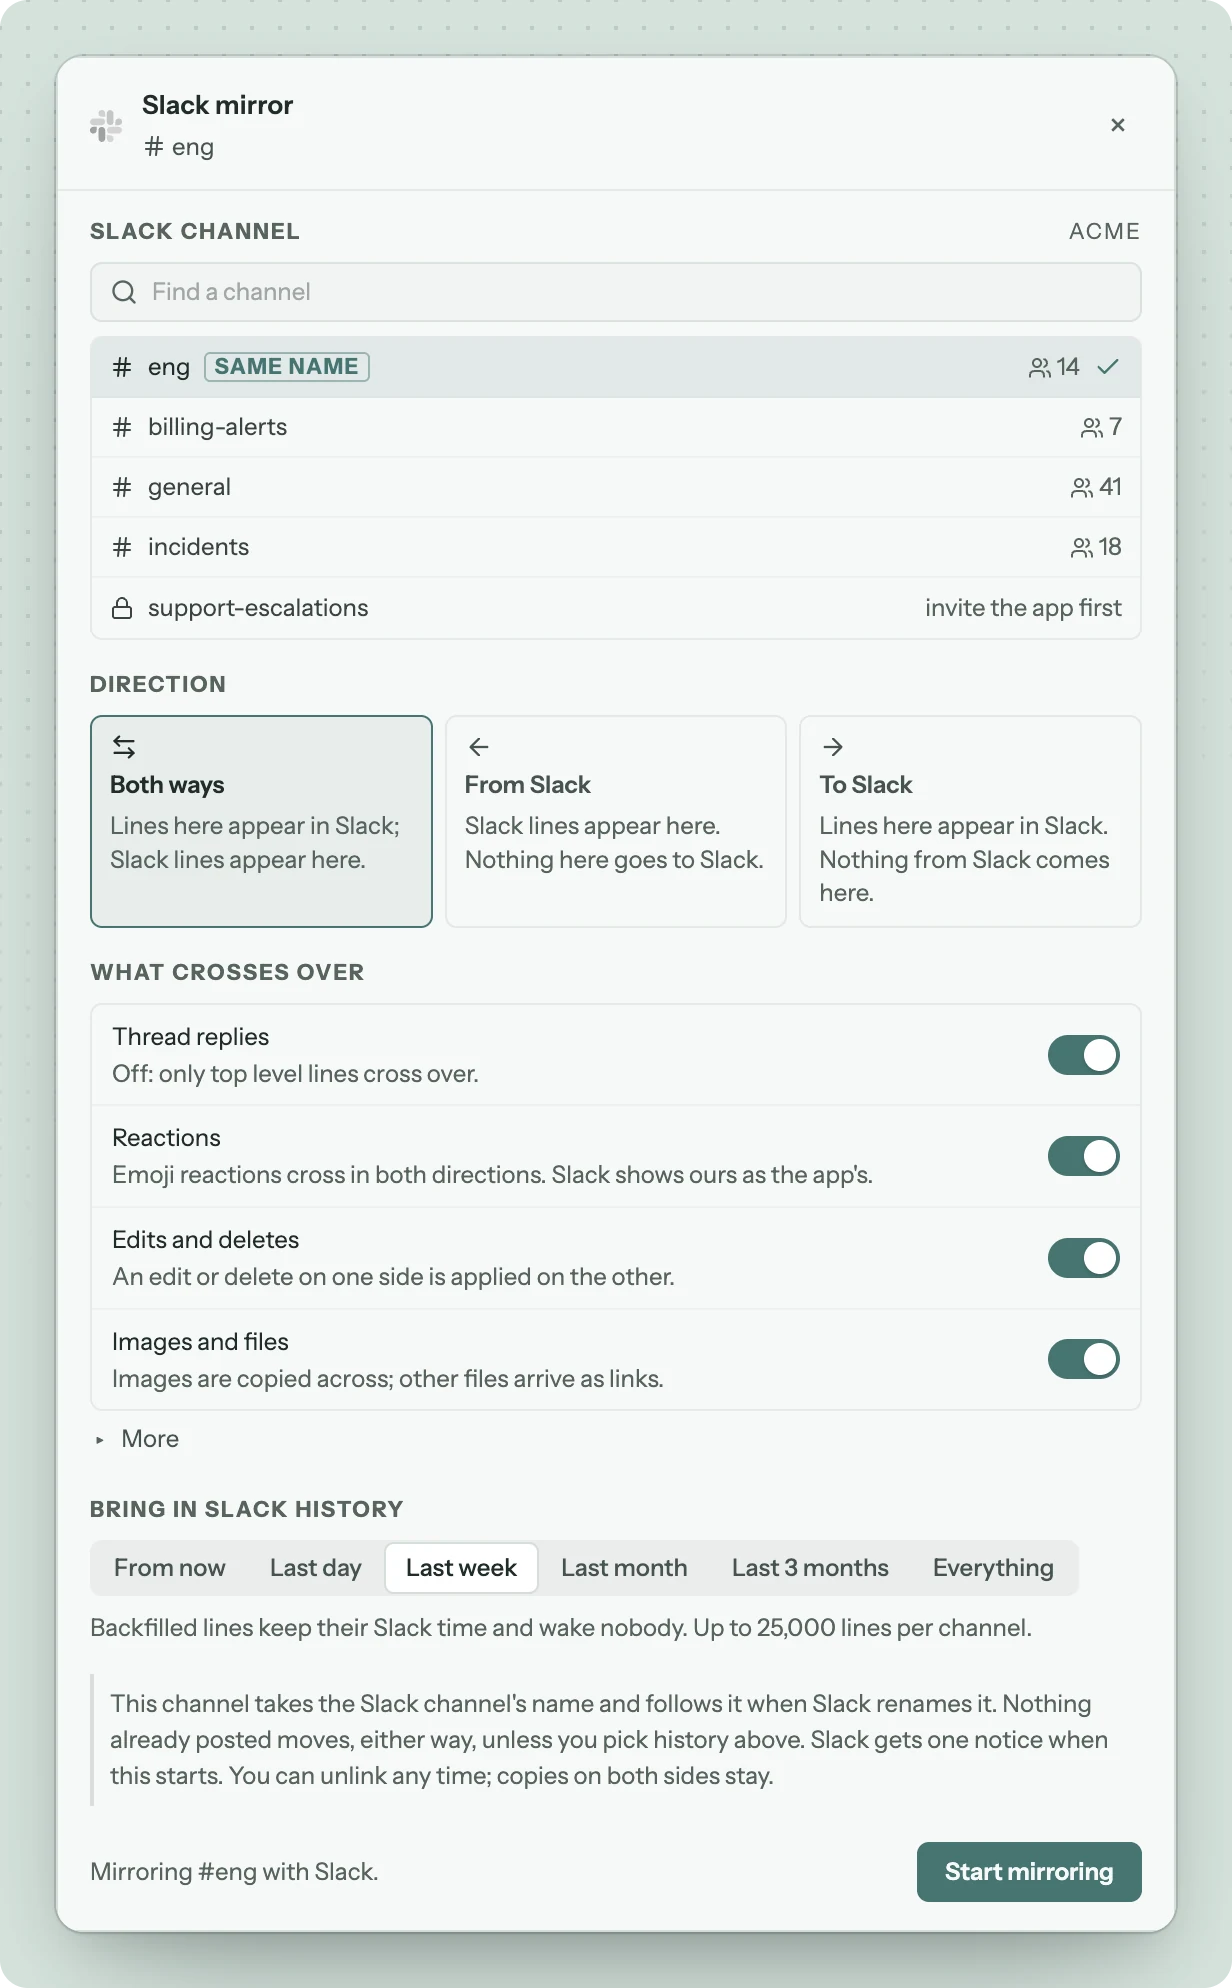 Slack mirror
# eng
SLACK CHANNEL ACME
Find a channel
# eng SAME NAME 14
# billing-alerts 7
# general 41
# incidents 18
support-escalations invite the app first
DIRECTION
Both ways
Lines here appear in Slack;
Slack lines appear here.
From Slack
Slack lines appear here.
Nothing here goes to Slack.
To Slack
Lines here appear in Slack.
Nothing from Slack comes
here.
WHAT CROSSES OVER
Thread replies
Off: only top level lines cross over.
Reactions
Emoji reactions cross in both directions. Slack shows ours as the app's.
Edits and deletes
An edit or delete on one side is applied on the other.
Images and files
Images are copied across; other files arrive as links.
More
BRING IN SLACK HISTORY
From now Last day Last week Last month Last 3 months Everything
Backfilled lines keep their Slack time and wake nobody. Up to 25,000 lines per channel.
This channel takes the Slack channel's name and follows it when Slack renames it. Nothing
already posted moves, either way, unless you pick history above. Slack gets one notice when
this starts. You can unlink any time; copies on both sides stay.
Mirroring #eng with Slack. Start mirroring